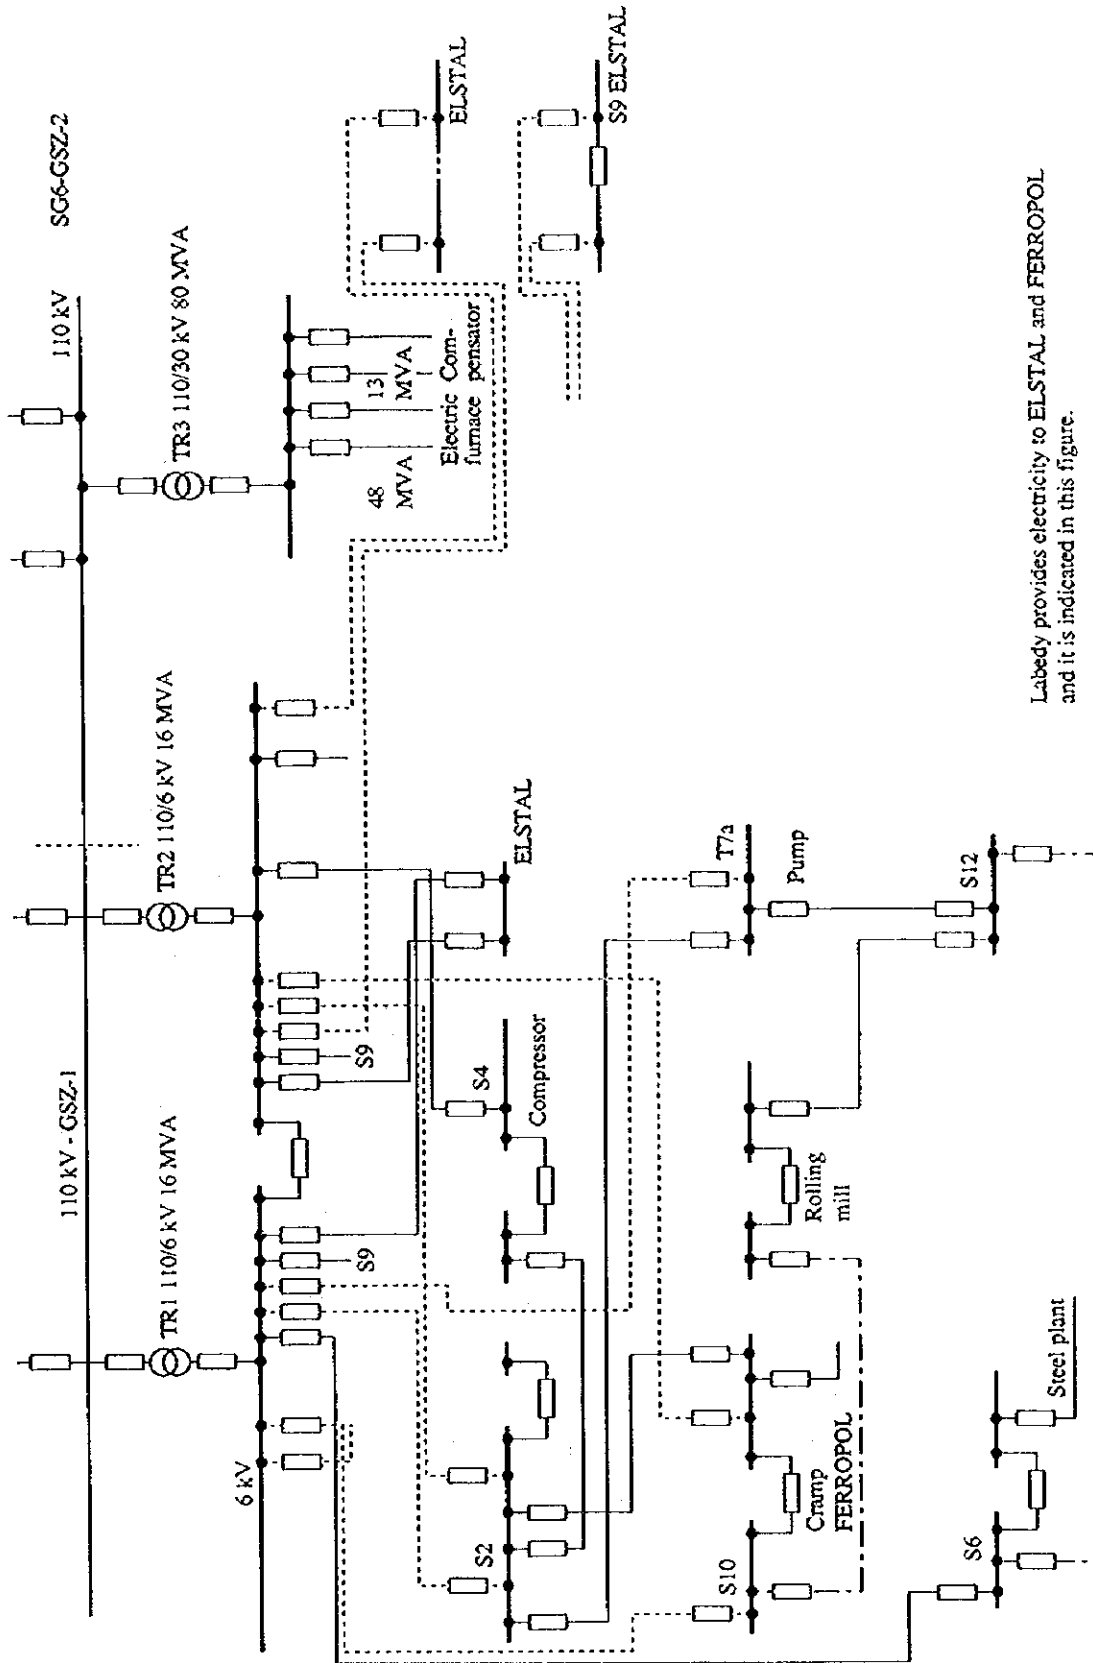 110 kV - GSZ-1
110 kV
SG6-GSZ-2
TR1 110/6 kV 16 MVA
TR2 110/6 kV 16 MVA
TR3 110/30 kV 80 MVA
6 kV
S9
S9
48
MVA
13
MVA
Electric
furnace
Com-
pensator
ELSTAL
S9 ELSTAL
S2
S4
Compressor
ELSTAL
S10
Cramp
FERROPOL
Rolling
mill
T7a
Pump
S6
Steel plant
S12
Labedy provides electricity to ELSTAL and FERROPOL
and it is indicated in this figure.